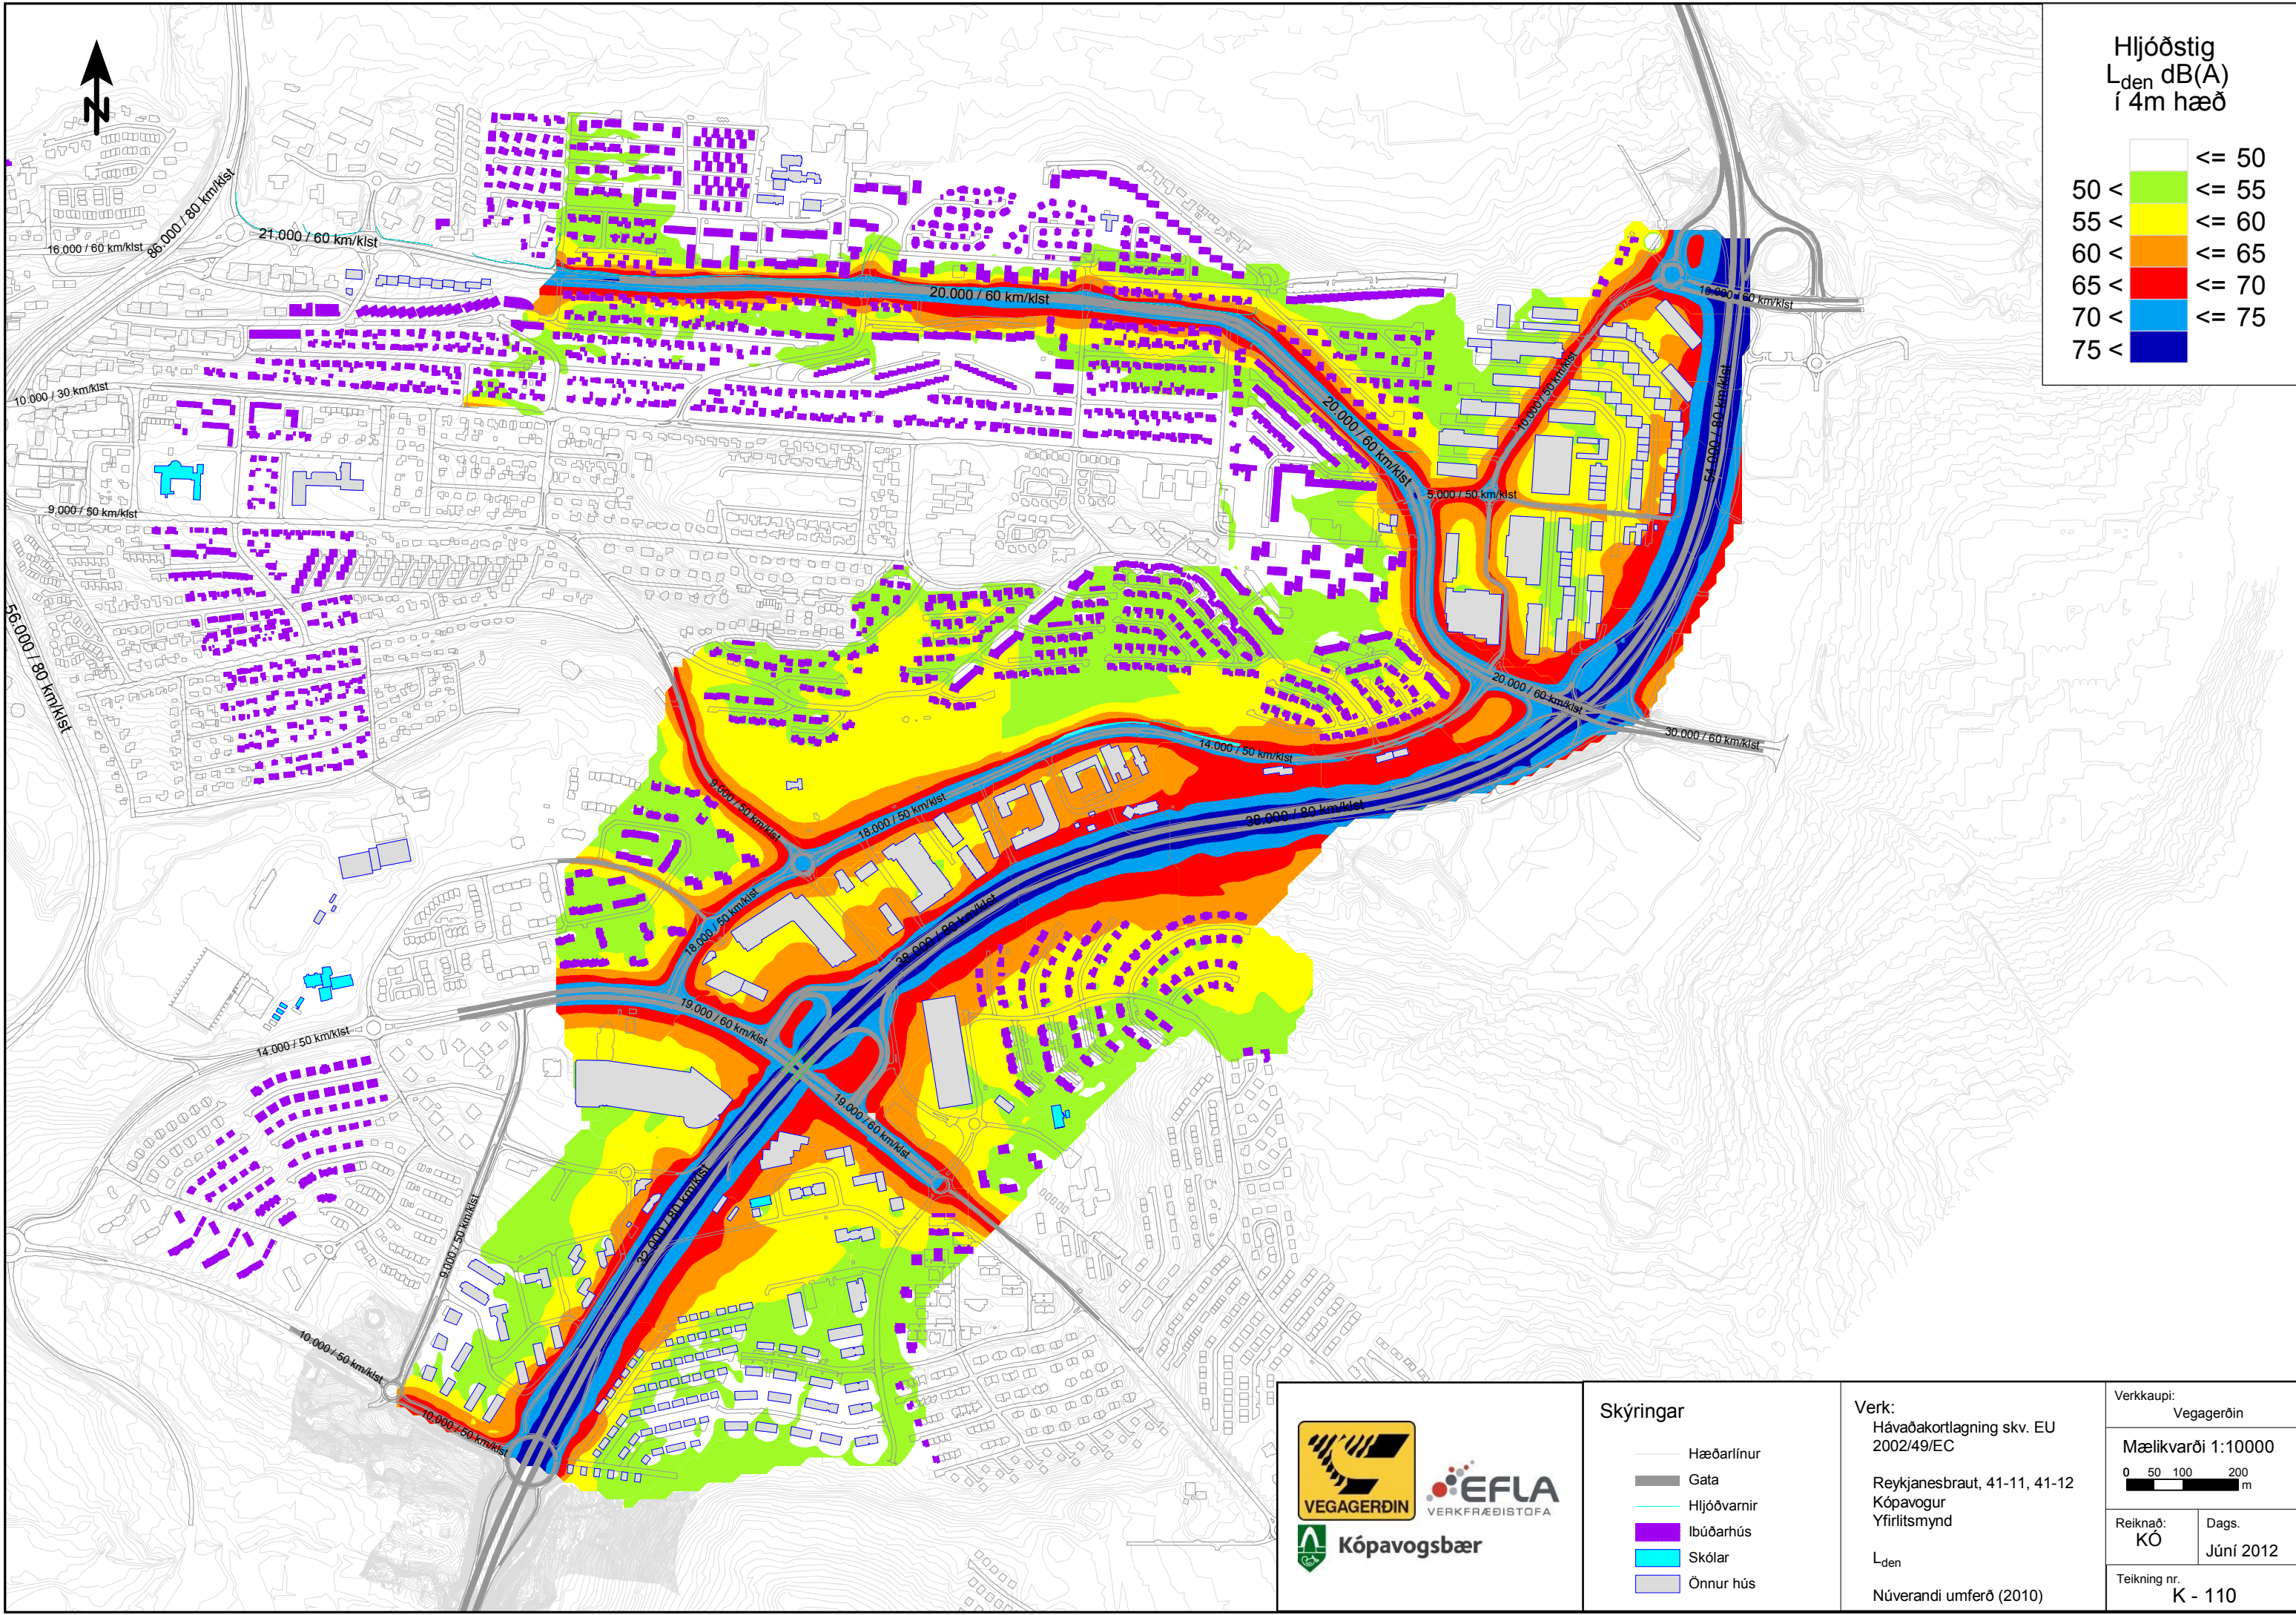 N
Hljóðstig
Lden dB(A)
í 4m hæð
<= 50
50 < <= 55
55 < <= 60
60 < <= 65
65 < <= 70
70 < <= 75
75 <
16.000 / 60 km/klst
86.000 / 80 km/klst
21.000 / 60 km/klst
20.000 / 60 km/klst
10.000 / 30 km/klst
9.000 / 50 km/klst
56.000 / 80 km/klst
20.000 / 60 km/klst
10.000 / 50 km/klst
54.000 / 80 km/klst
5.000 / 50 km/klst
20.000 / 60 km/klst
30.000 / 60 km/klst
14.000 / 50 km/klst
38.000 / 80 km/klst
9.000 / 50 km/klst
18.000 / 50 km/klst
18.000 / 50 km/klst
38.000 / 80 km/klst
19.000 / 60 km/klst
14.000 / 50 km/klst
19.000 / 60 km/klst
32.000 / 80 km/klst
9.000 / 50 km/klst
10.000 / 50 km/klst
10.000 / 50 km/klst
VEGAGERÐIN
EFLA
VERKFRÆÐISTOFA
Kópavogsbær
Skýringar
Hæðarlínur
Gata
Hljóðvarnir
Ibúðarhús
Skólar
Önnur hús
Verk:
Hávaðakortlagning skv. EU
2002/49/EC
Reykjanesbraut, 41-11, 41-12
Kópavogur
Yfirlitsmynd
Lden
Núverandi umferð (2010)
Verkkaupi:
Vegagerðin
Mælikvarði 1:10000
0 50 100 200
m
Reiknað:
KÓ
Dags.
Júní 2012
Teikning nr.
K - 110